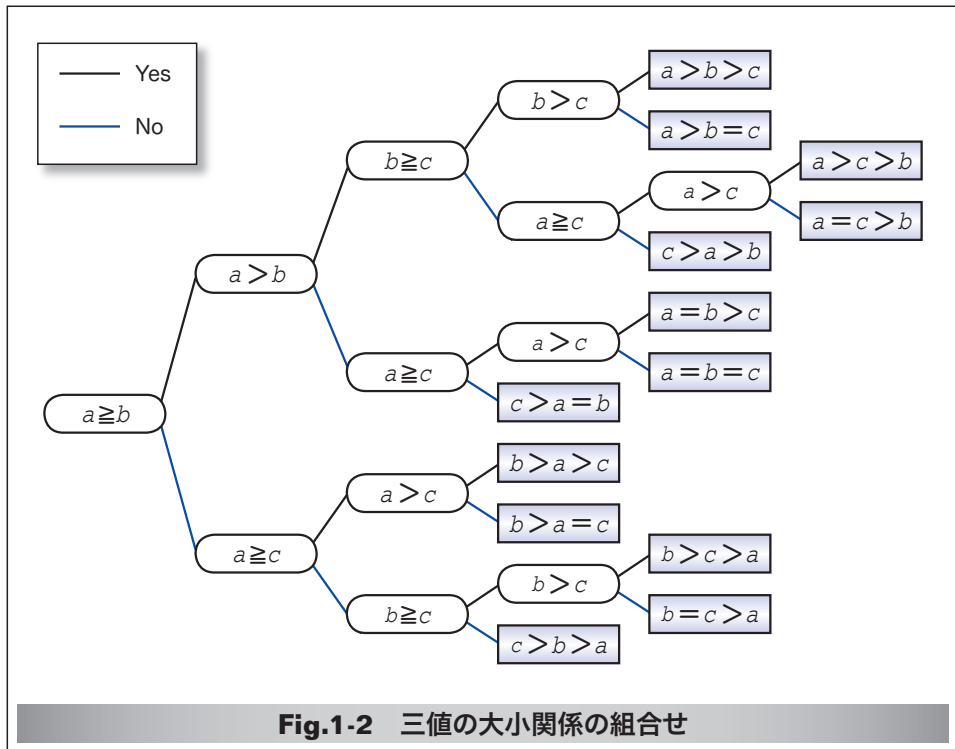 Yes
No
a≧b
a>b
b≧c
b>c
a>b>c
a>b=c
a≧c
a>c
a>c>b
a=c>b
c>a>b
a≧c
a>c
a=b>c
a=b=c
c>a=b
a≧c
a>c
b>a>c
b>a=c
b≧c
b>c
b>c>a
b=c>a
c>b>a
Fig.1-2 三値の大小関係の組合せ